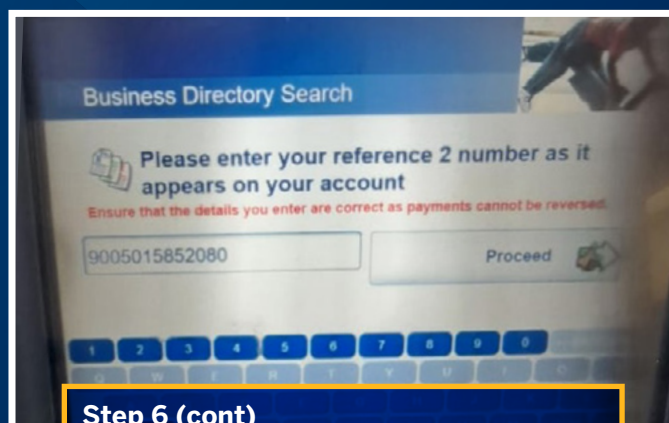 Business Directory Search
Please enter your reference 2 number as it
appears on your account
Ensure that the details you enter are correct as payments cannot be reversed.
9005015852080
Proceed
1 2 3 4 5 6 7 8 9 0
Q W E R T Y U I O
Step 6 (cont)